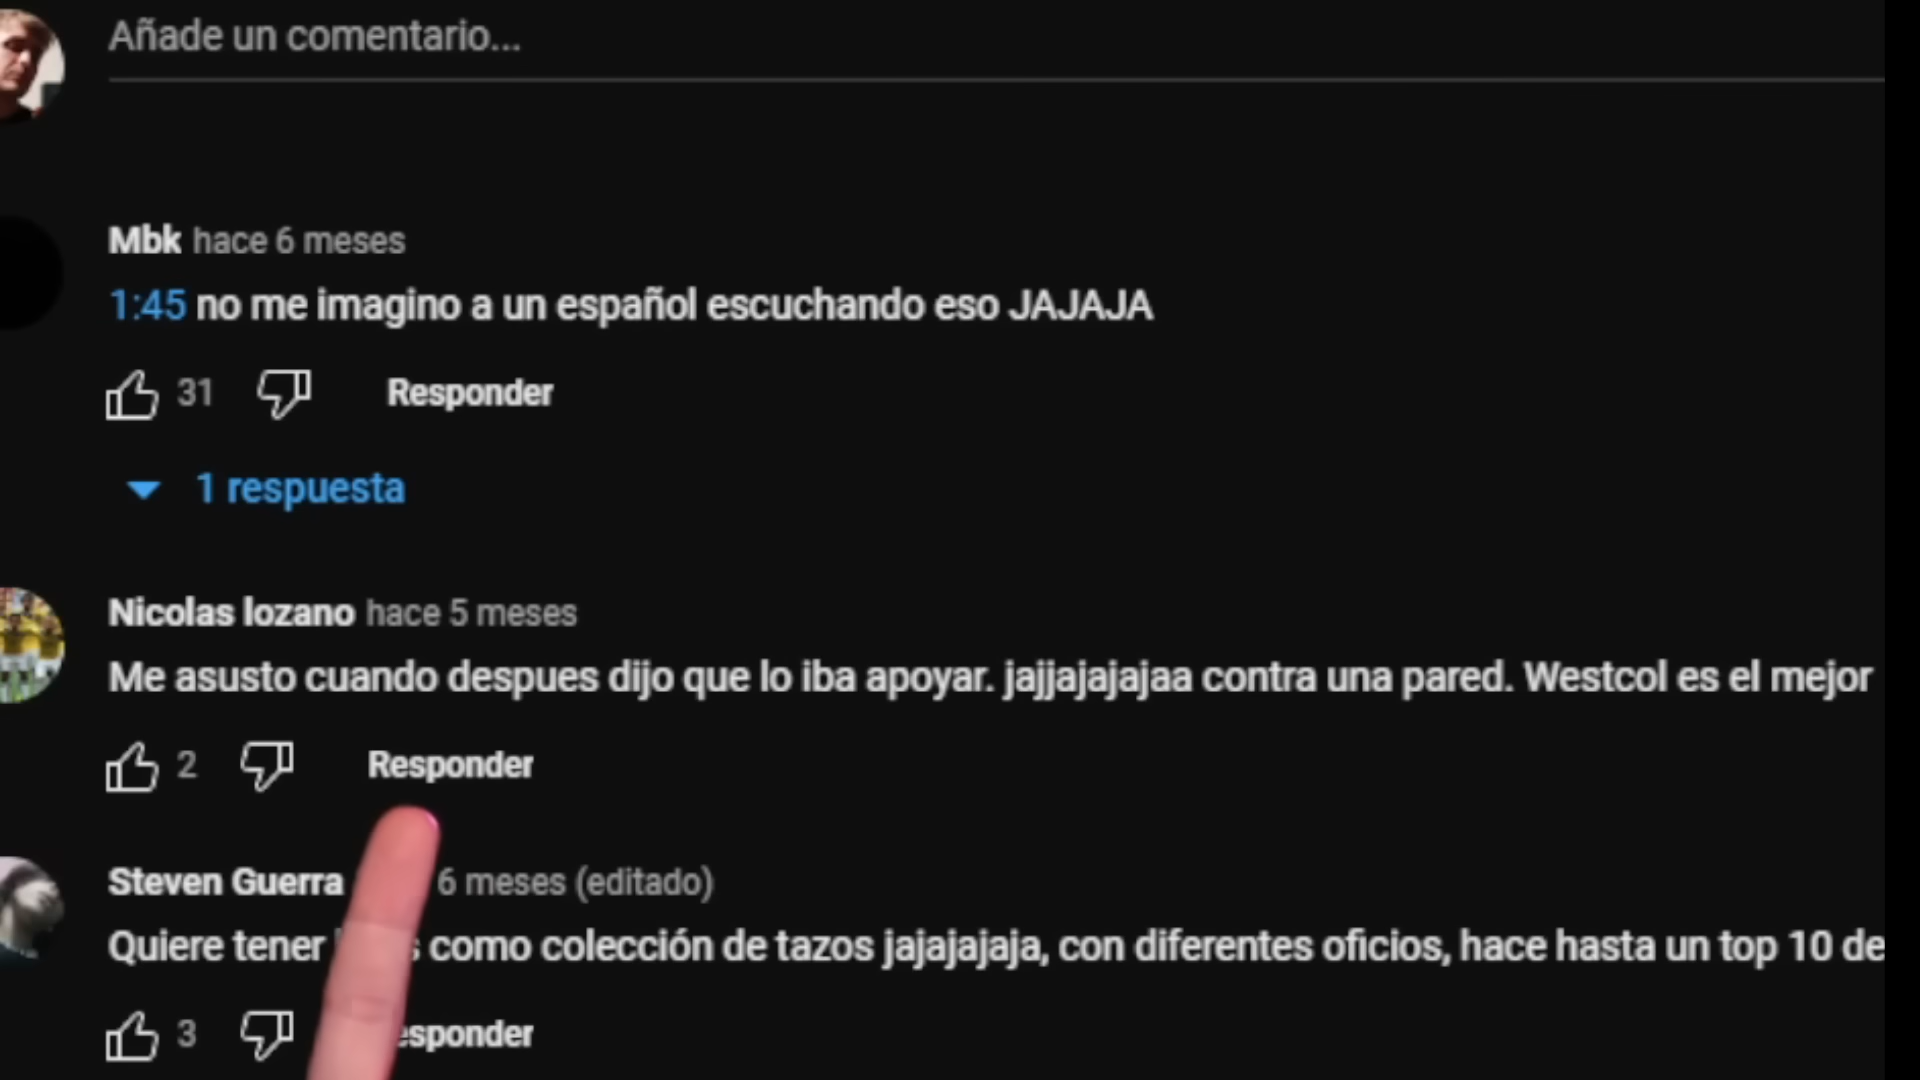 Añade un comentario...
Mbk hace 6 meses
1:45 no me imagino a un español escuchando eso JAJAJA
31 Responder
1 respuesta
Nicolas lozano hace 5 meses
Me asusto cuando despues dijo que lo iba apoyar. jajjajajajaa contra una pared. Westcol es el mejor
2 Responder
Steven Guerra 6 meses (editado)
Quiere tener como colección de tazos jajajajaja, con diferentes oficios, hace hasta un top 10 de
3 esponder